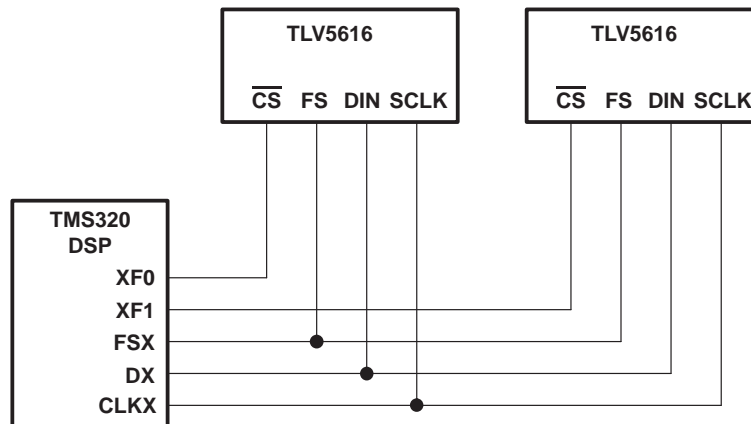 TLV5616
CS FS DIN SCLK
TLV5616
CS FS DIN SCLK
TMS320
DSP
XF0
XF1
FSX
DX
CLKX